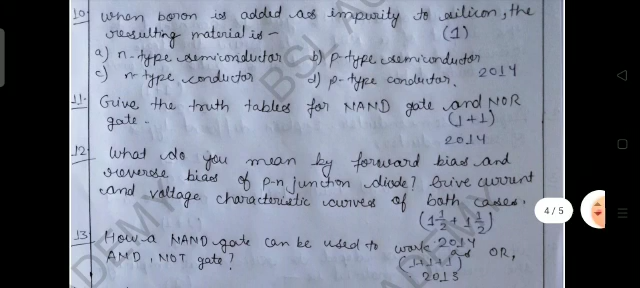 10. When boron is added as impurity to silicon, the
resulting material is - (1)
a) n-type semiconductor b) p-type semiconductor
c) n-type conductor d) p-type conductor. 2014
11. Give the truth tables for NAND gate and NOR
gate. (1+1)
2014
12. What do you mean by forward bias and
reverse bias of p-n junction diode? Give current
and voltage characteristic curves of both cases.
(1 1/2 + 1 1/2)
2014
13 How a NAND gate can be used to work as OR,
AND, NOT gate? (1+1+1)
2013
4/5